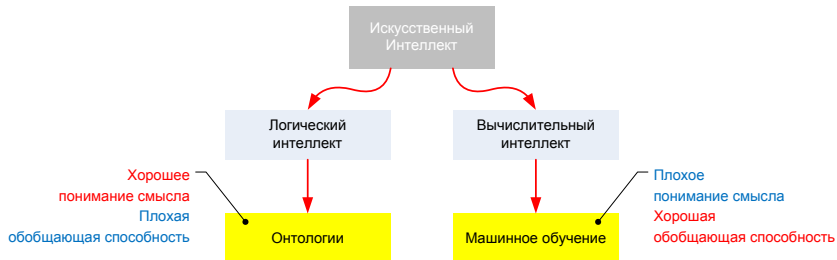 Искусственный
Интеллект
Логический
интеллект
Вычислительный
интеллект
Хорошее
понимание смысла
Плохая
обобщающая способность
Плохое
понимание смысла
Хорошая
обобщающая способность
Онтологии
Машинное обучение